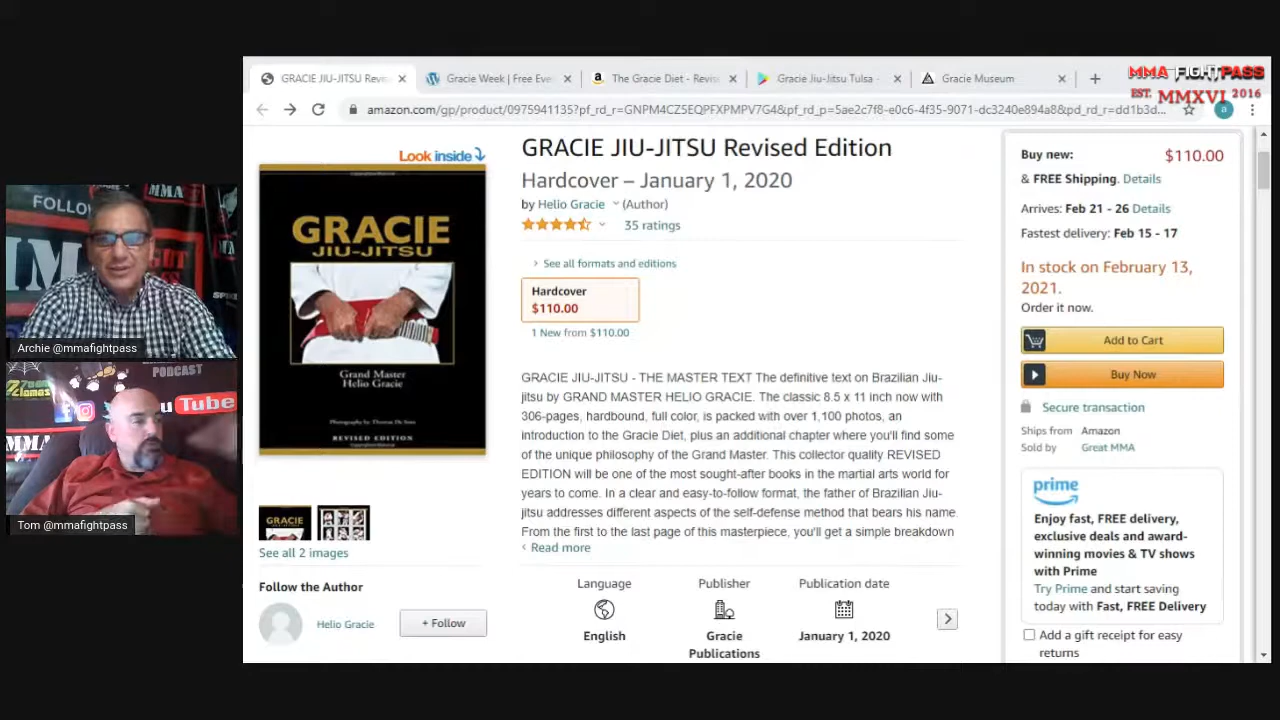 GRACIE JIU-JITSU Revis
Gracie Week | Free Eve
The Gracie Diet - Revis
Gracie Jiu-Jitsu Tulsa -
Gracie Museum
MMA FIGHTPASS
EST. MMXVI 2016
amazon.com/gp/product/0975941135?pf_rd_r=GNPM4CZ5EQPFXPMPV7G4&pf_rd_p=5ae2c7f8-e0c6-4f35-9071-dc3240e894a8&pd_rd_r=dd1b3d...
a
Look inside
GRACIE
JIU-JITSU
Grand Master
Helio Gracie
REVISED EDITION
GRACIE
See all 2 images
Follow the Author
Helio Gracie
+ Follow
GRACIE JIU-JITSU Revised Edition
Hardcover – January 1, 2020
by Helio Gracie (Author)
35 ratings
See all formats and editions
Hardcover
$110.00
1 New from $110.00
GRACIE JIU-JITSU - THE MASTER TEXT The definitive text on Brazilian Jiu-
jitsu by GRAND MASTER HELIO GRACIE. The classic 8.5 x 11 inch now with
306-pages, hardbound, full color, is packed with over 1,100 photos, an
introduction to the Gracie Diet, plus an additional chapter where you'll find some
of the unique philosophy of the Grand Master. This collector quality REVISED
EDITION will be one of the most sought-after books in the martial arts world for
years to come. In a clear and easy-to-follow format, the father of Brazilian Jiu-
jitsu addresses different aspects of the self-defense method that bears his name.
From the first to the last page of this masterpiece, you'll get a simple breakdown
Read more
Language
English
Publisher
Gracie
Publications
Publication date
January 1, 2020
Buy new: $110.00
& FREE Shipping. Details
Arrives: Feb 21 - 26 Details
Fastest delivery: Feb 15 - 17
In stock on February 13,
2021.
Order it now.
Add to Cart
Buy Now
Secure transaction
Ships from Amazon
Sold by Great MMA
prime
Enjoy fast, FREE delivery,
exclusive deals and award-
winning movies & TV shows
with Prime
Try Prime and start saving
today with Fast, FREE Delivery
Add a gift receipt for easy
returns
FOLLOW
MMA
Archie @mmafightpass
PODCAST
Tube
Tom @mmafightpass